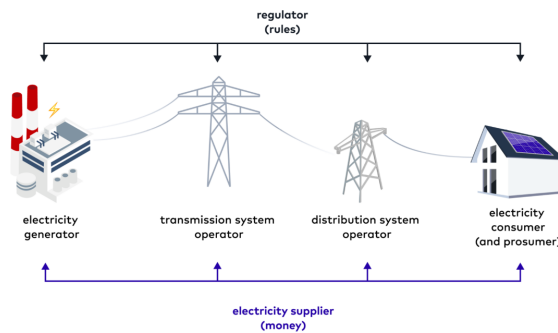 regulator
(rules)
electricity
generator
transmission system
operator
distribution system
operator
electricity
consumer
(and prosumer)
electricity supplier
(money)